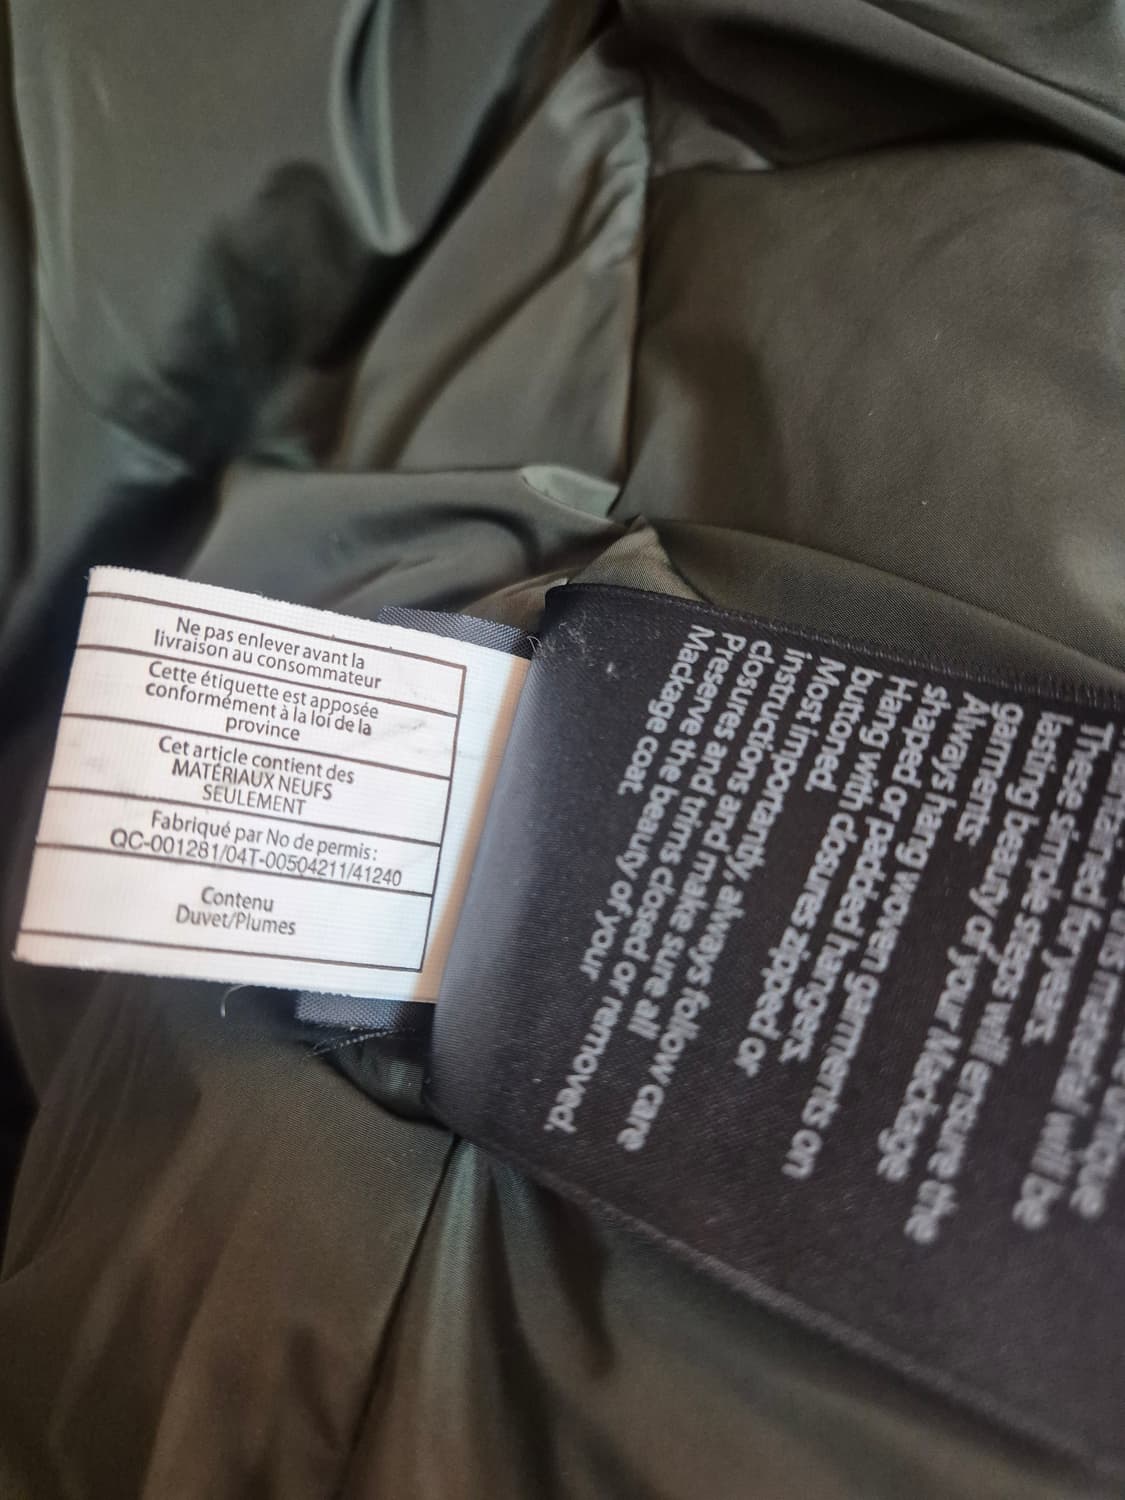 Ne pas enlever avant la
livraison au consommateur
Cette étiquette est apposée
conformément à la loi de la
province
Cet article contient des
MATÉRIAUX NEUFS
SEULEMENT
Fabriqué par No de permis:
QC-001281/04T-00504211/41240
Contenu
Duvet/Plumes
maintained for years.
These simple steps will ensure the
lasting beauty of your Mackage
garments:
Always hang woven garments on
shaped or padded hangers.
Hang with closures zipped or
buttoned.
Most importantly, always follow care
instructions and make sure all
closures and trims closed or removed.
Preserve the beauty of your
Mackage coat.